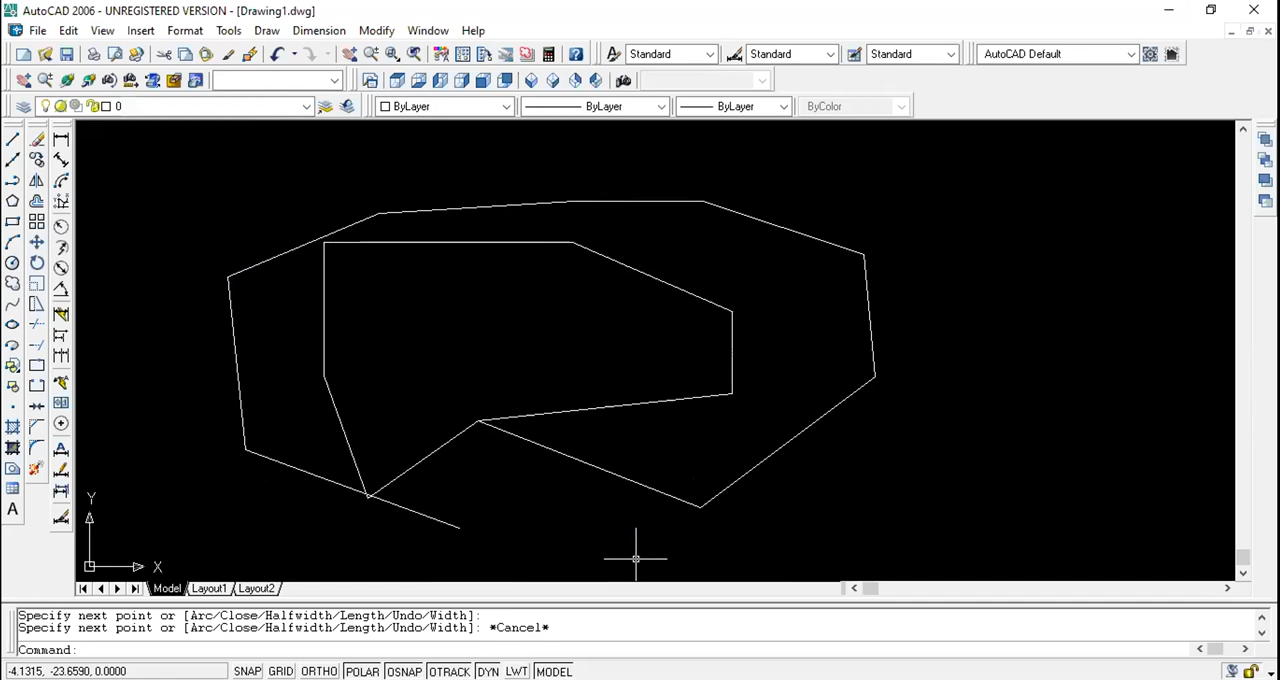 AutoCAD 2006 - UNREGISTERED VERSION - [Drawing1.dwg]
File Edit View Insert Format Tools Draw Dimension Modify Window Help
Standard Standard Standard AutoCAD Default
0 ByLayer ByLayer ByLayer ByColor
A
Y
X
Model Layout1 Layout2
Specify next point or [Arc/Close/Halfwidth/Length/Undo/Width]:
Specify next point or [Arc/Close/Halfwidth/Length/Undo/Width]: *Cancel*
Command:
-4.1315, -23.6590, 0.0000 SNAP GRID ORTHO POLAR OSNAP OTRACK DYN LWT MODEL